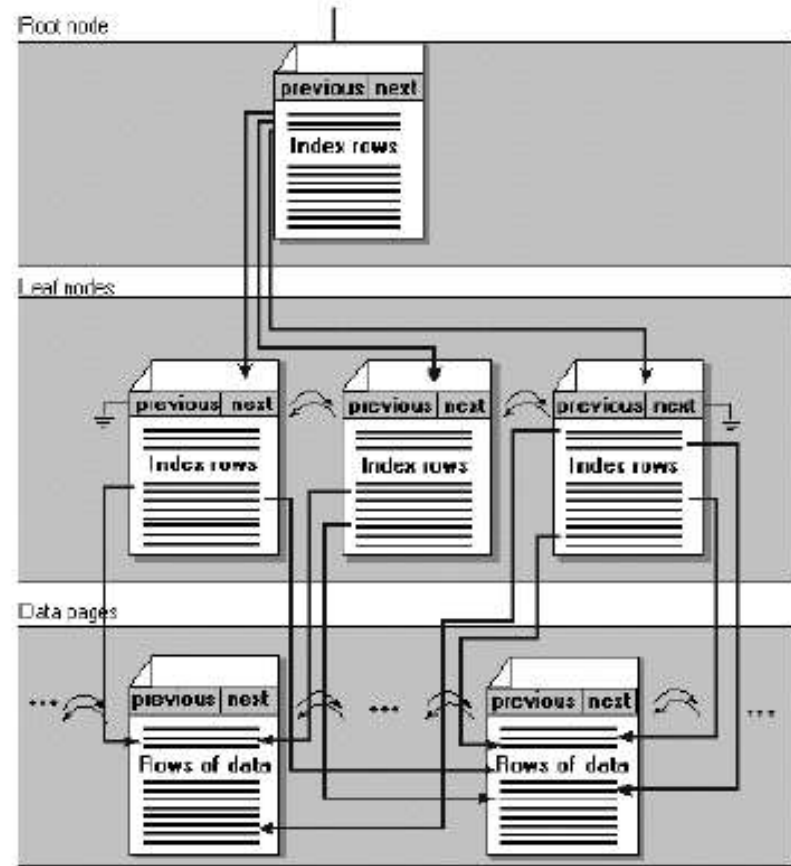 Root node
previous next
Index rows
Leaf nodes
previous next
previous next
previous next
Index rows
Index rows
Index rows
Data pages
previous next
previous next
Rows of data
Rows of data